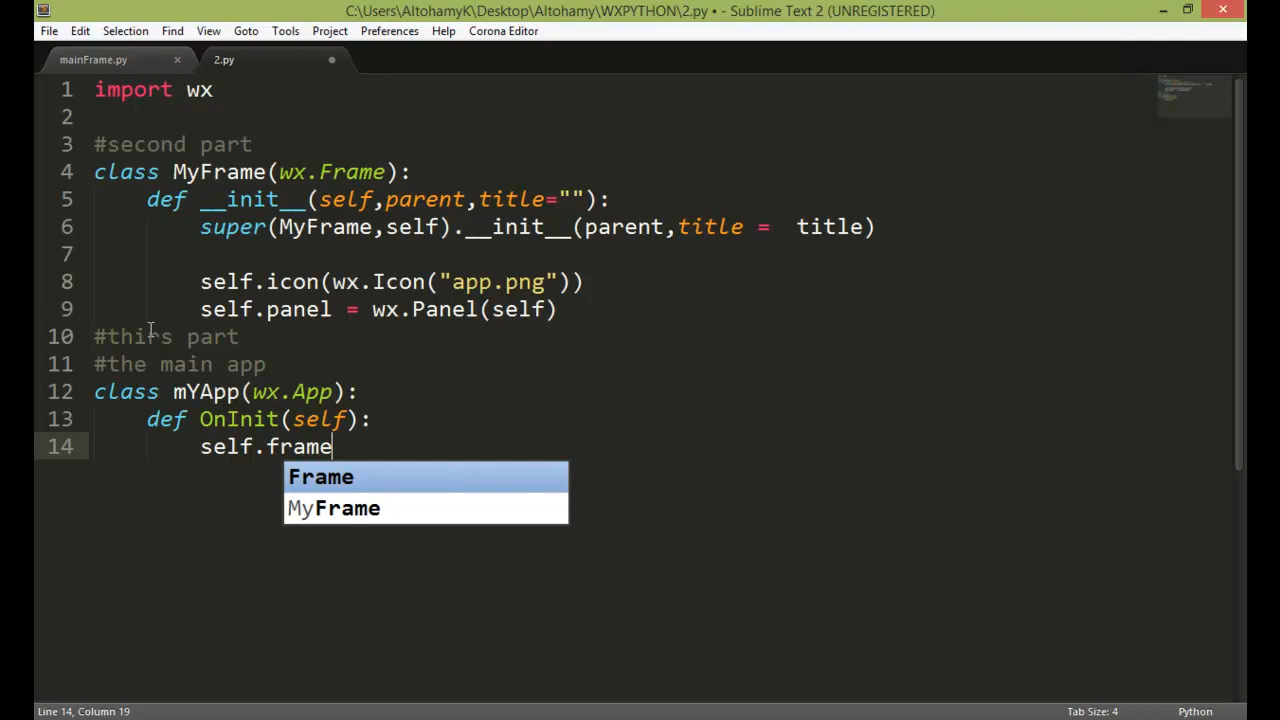 C:\Users\AltohamyK\Desktop\Altohamy\WXPYTHON\2.py • - Sublime Text 2 (UNREGISTERED)
File Edit Selection Find View Goto Tools Project Preferences Help Corona Editor
mainFrame.py × 2.py
1 import wx
2
3 #second part
4 class MyFrame(wx.Frame):
5 def __init__(self,parent,title=""):
6 super(MyFrame,self).__init__(parent,title =  title)
7
8 self.icon(wx.Icon("app.png"))
9 self.panel = wx.Panel(self)
10 #thirs part
11 #the main app
12 class mYApp(wx.App):
13 def OnInit(self):
14 self.frame
Frame
MyFrame
Line 14, Column 19 Tab Size: 4 Python